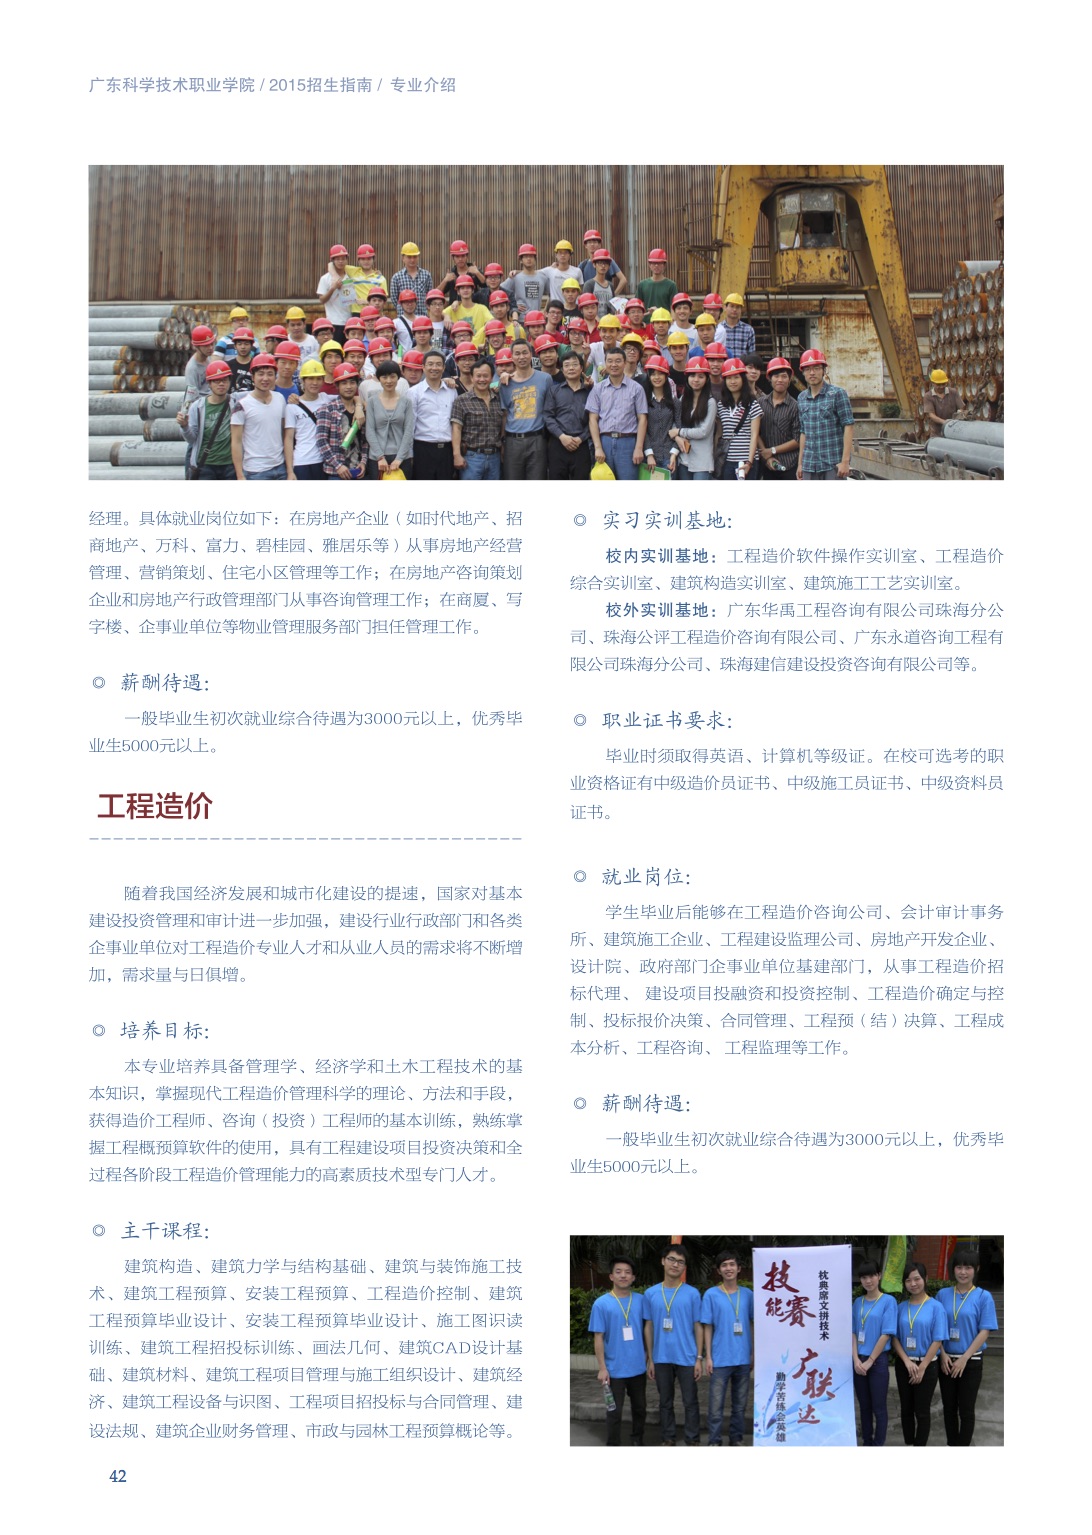 广东科学技术职业学院 / 2015招生指南 / 专业介绍
经理。具体就业岗位如下：在房地产企业（如时代地产、招
商地产、万科、富力、碧桂园、雅居乐等）从事房地产经营
管理、营销策划、住宅小区管理等工作；在房地产咨询策划
企业和房地产行政管理部门从事咨询管理工作；在商厦、写
字楼、企事业单位等物业管理服务部门担任管理工作。
◎ 薪酬待遇：
一般毕业生初次就业综合待遇为3000元以上，优秀毕
业生5000元以上。
工程造价
随着我国经济发展和城市化建设的提速，国家对基本
建设投资管理和审计进一步加强，建设行业行政部门和各类
企事业单位对工程造价专业人才和从业人员的需求将不断增
加，需求量与日俱增。
◎ 培养目标：
本专业培养具备管理学、经济学和土木工程技术的基
本知识，掌握现代工程造价管理科学的理论、方法和手段，
获得造价工程师、咨询（投资）工程师的基本训练，熟练掌
握工程概预算软件的使用，具有工程建设项目投资决策和全
过程各阶段工程造价管理能力的高素质技术型专门人才。
◎ 主干课程：
建筑构造、建筑力学与结构基础、建筑与装饰施工技
术、建筑工程预算、安装工程预算、工程造价控制、建筑
工程预算毕业设计、安装工程预算毕业设计、施工图识读
训练、建筑工程招投标训练、画法几何、建筑CAD设计基
础、建筑材料、建筑工程项目管理与施工组织设计、建筑经
济、建筑工程设备与识图、工程项目招投标与合同管理、建
设法规、建筑企业财务管理、市政与园林工程预算概论等。
◎ 实习实训基地：
校内实训基地：工程造价软件操作实训室、工程造价
综合实训室、建筑构造实训室、建筑施工工艺实训室。
校外实训基地：广东华禹工程咨询有限公司珠海分公
司、珠海公评工程造价咨询有限公司、广东永道咨询工程有
限公司珠海分公司、珠海建信建设投资咨询有限公司等。
◎ 职业证书要求：
毕业时须取得英语、计算机等级证。在校可选考的职
业资格证有中级造价员证书、中级施工员证书、中级资料员
证书。
◎ 就业岗位：
学生毕业后能够在工程造价咨询公司、会计审计事务
所、建筑施工企业、工程建设监理公司、房地产开发企业、
设计院、政府部门企事业单位基建部门，从事工程造价招
标代理、 建设项目投融资和投资控制、工程造价确定与控
制、投标报价决策、合同管理、工程预（结）决算、工程成
本分析、工程咨询、 工程监理等工作。
◎ 薪酬待遇：
一般毕业生初次就业综合待遇为3000元以上，优秀毕
业生5000元以上。
技能赛
枕典席文拼技术
广联达
勤学苦练会英雄
42